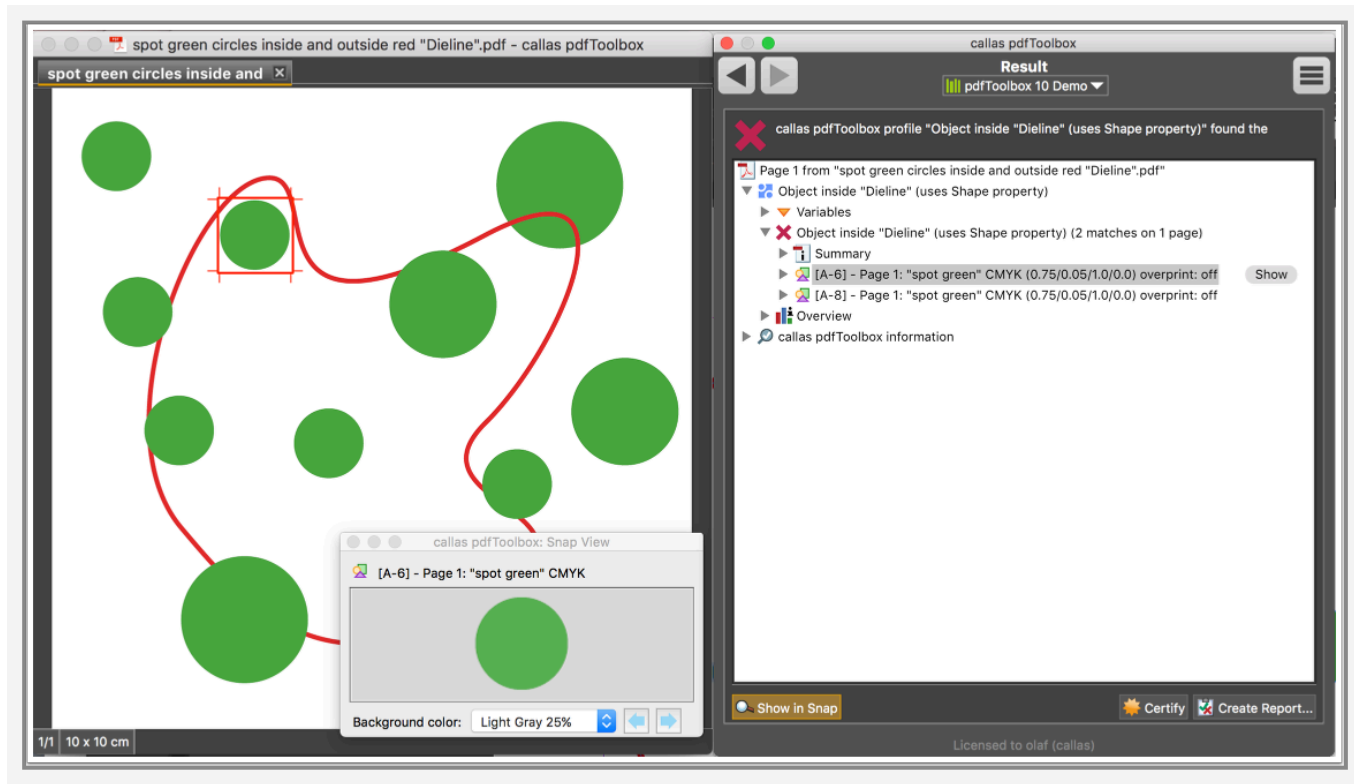 spot green circles inside and outside red "Dieline".pdf - callas pdfToolbox
spot green circles inside and
1/1 10 x 10 cm
callas pdfToolbox: Snap View
[A-6] - Page 1: "spot green" CMYK
Background color: Light Gray 25%
callas pdfToolbox
Result
pdfToolbox 10 Demo
callas pdfToolbox profile "Object inside "Dieline" (uses Shape property)" found the
Page 1 from "spot green circles inside and outside red "Dieline".pdf"
Object inside "Dieline" (uses Shape property)
Variables
Object inside "Dieline" (uses Shape property) (2 matches on 1 page)
Summary
[A-6] - Page 1: "spot green" CMYK (0.75/0.05/1.0/0.0) overprint: off Show
[A-8] - Page 1: "spot green" CMYK (0.75/0.05/1.0/0.0) overprint: off
Overview
callas pdfToolbox information
Show in Snap Certify Create Report...
Licensed to olaf (callas)